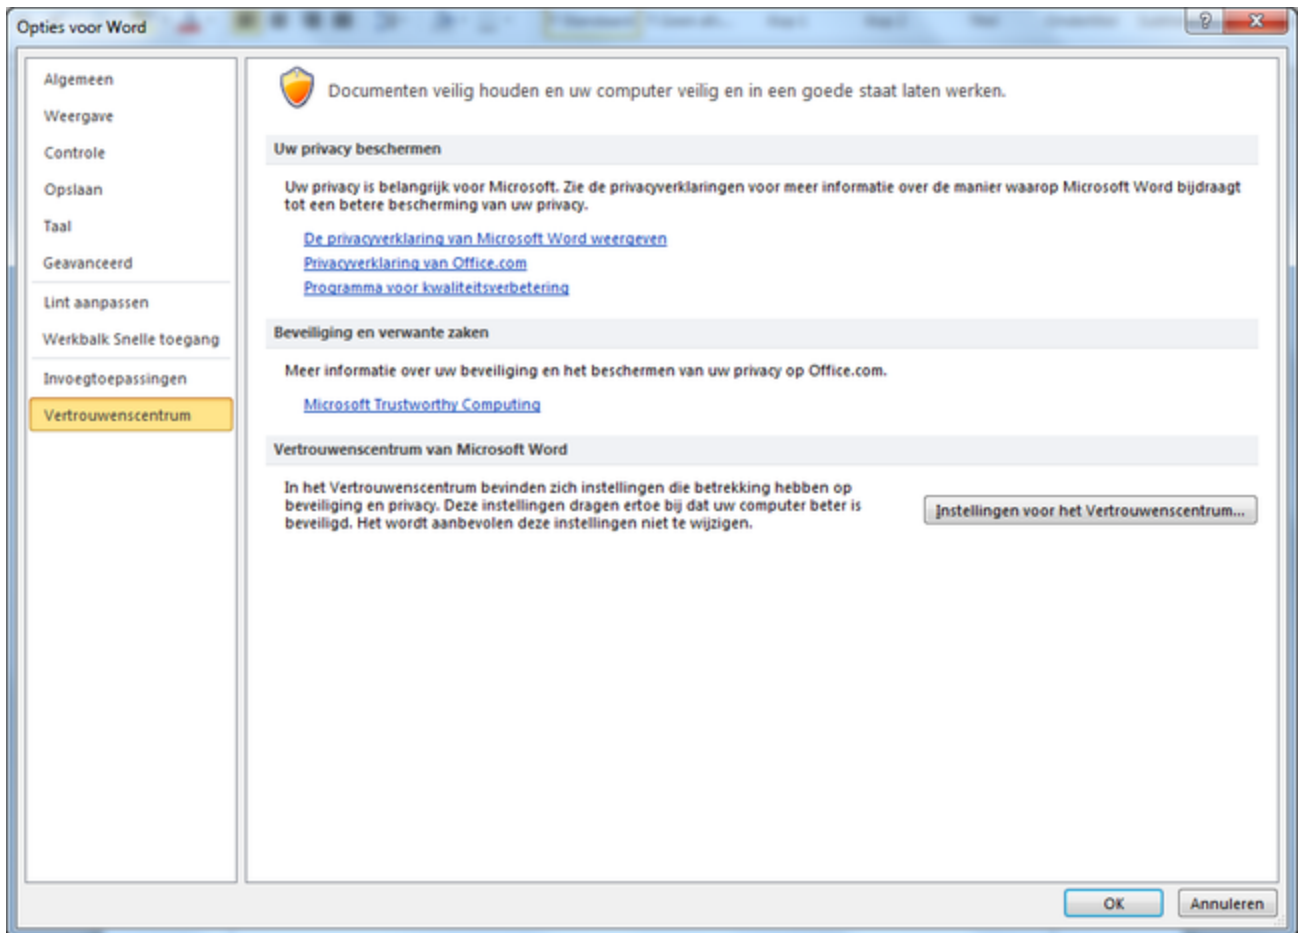 Opties voor Word
Algemeen
Weergave
Controle
Opslaan
Taal
Geavanceerd
Lint aanpassen
Werkbalk Snelle toegang
Invoegtoepassingen
Vertrouwenscentrum
Documenten veilig houden en uw computer veilig en in een goede staat laten werken.
Uw privacy beschermen
Uw privacy is belangrijk voor Microsoft. Zie de privacyverklaringen voor meer informatie over de manier waarop Microsoft Word bijdraagt
tot een betere bescherming van uw privacy.
De privacyverklaring van Microsoft Word weergeven
Privacyverklaring van Office.com
Programma voor kwaliteitsverbetering
Beveiliging en verwante zaken
Meer informatie over uw beveiliging en het beschermen van uw privacy op Office.com.
Microsoft Trustworthy Computing
Vertrouwenscentrum van Microsoft Word
In het Vertrouwenscentrum bevinden zich instellingen die betrekking hebben op
beveiliging en privacy. Deze instellingen dragen ertoe bij dat uw computer beter is
beveiligd. Het wordt aanbevolen deze instellingen niet te wijzigen.
Instellingen voor het Vertrouwenscentrum...
OK
Annuleren